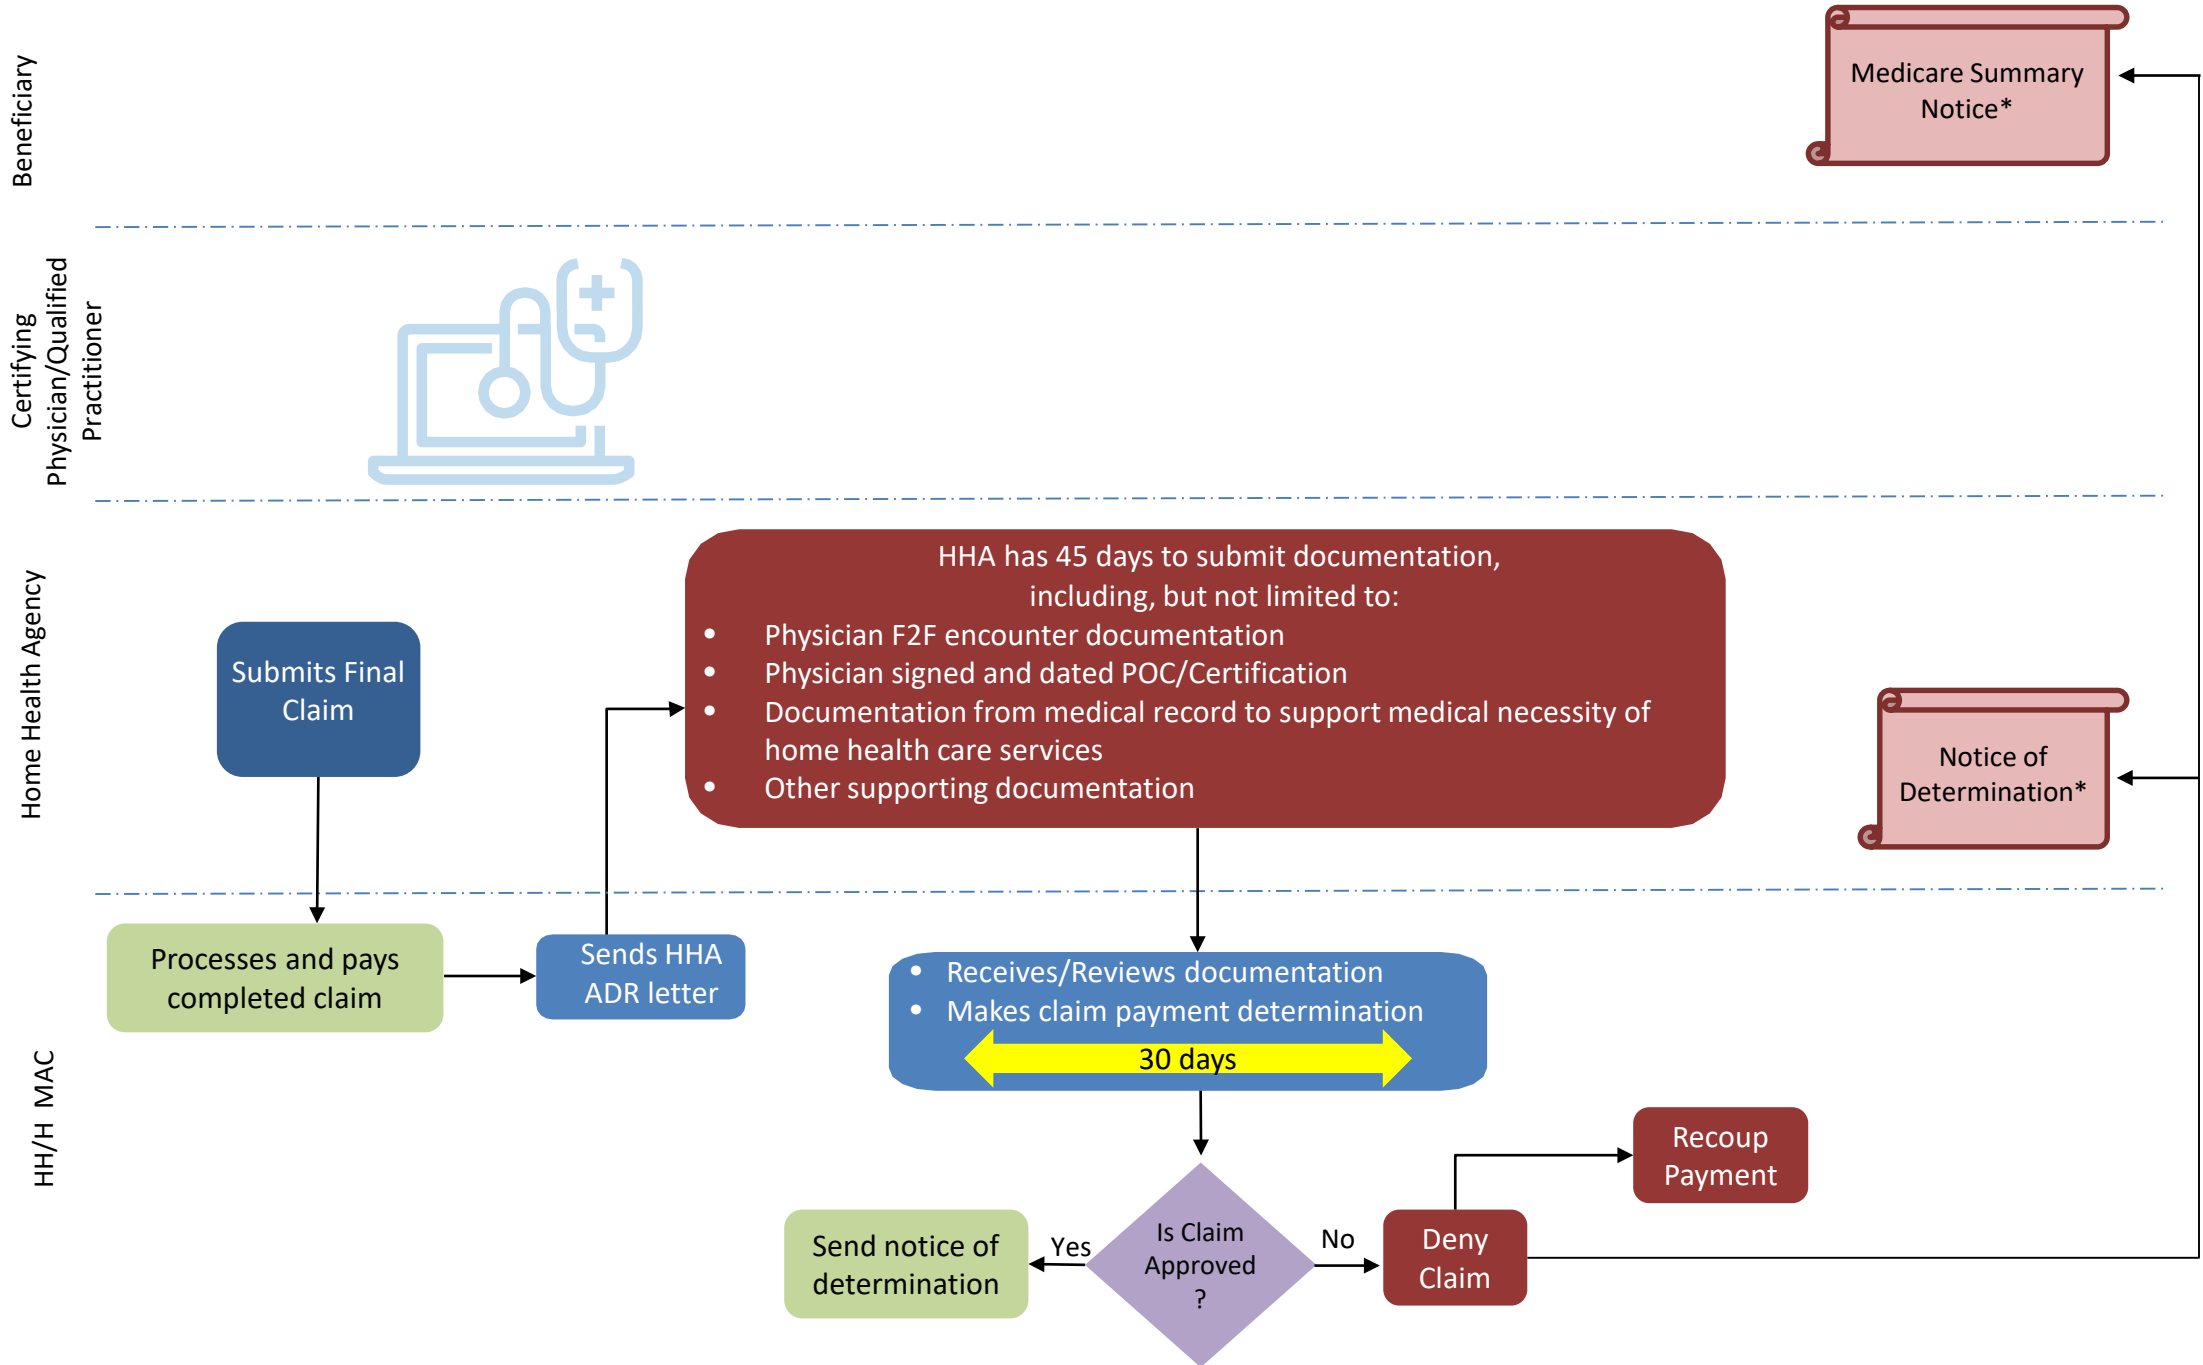 Beneficiary
Medicare Summary
Notice*
Certifying
Physician/Qualified
Practitioner
Home Health Agency
Submits Final
Claim
HHA has 45 days to submit documentation,
including, but not limited to:
• Physician F2F encounter documentation
• Physician signed and dated POC/Certification
• Documentation from medical record to support medical necessity of
home health care services
• Other supporting documentation
Notice of
Determination*
HH/H MAC
Processes and pays
completed claim
Sends HHA
ADR letter
• Receives/Reviews documentation
• Makes claim payment determination
30 days
Is Claim
Approved
?
Yes
Send notice of
determination
No
Deny
Claim
Recoup
Payment